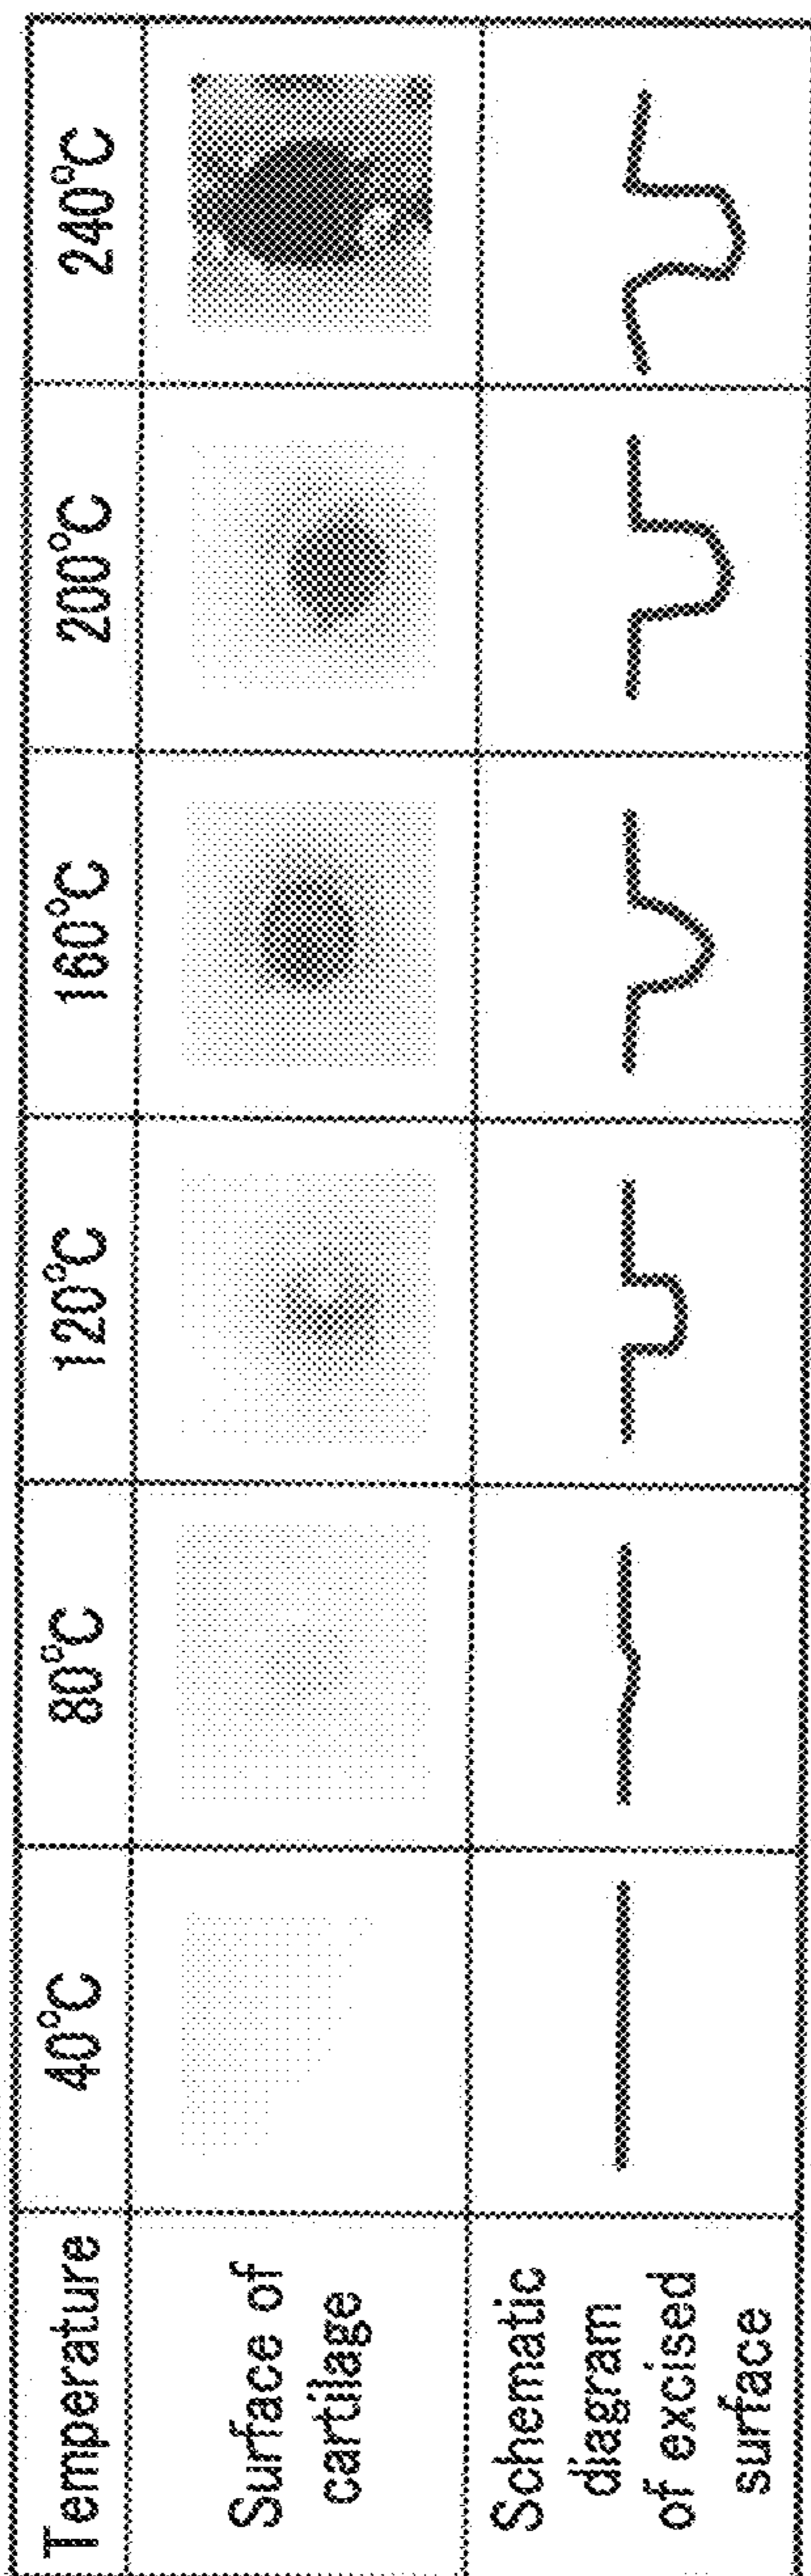 Temperature
40°C
80°C
120°C
160°C
200°C
240°C
Surface of
cartilage
Schematic
diagram
of excised
surface